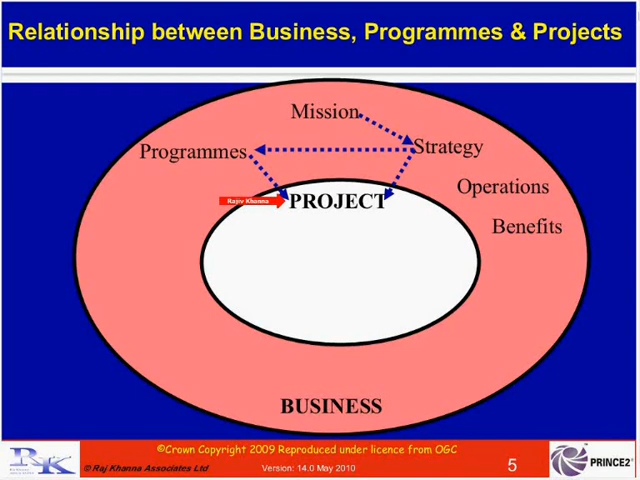 Relationship between Business, Programmes & Projects
Mission
Programmes
Strategy
Operations
Rajiv Khanna
PROJECT
Benefits
BUSINESS
©Crown Copyright 2009 Reproduced under licence from OGC
RK
© Raj Khanna Associates Ltd
Version: 14.0 May 2010
5
PRINCE2